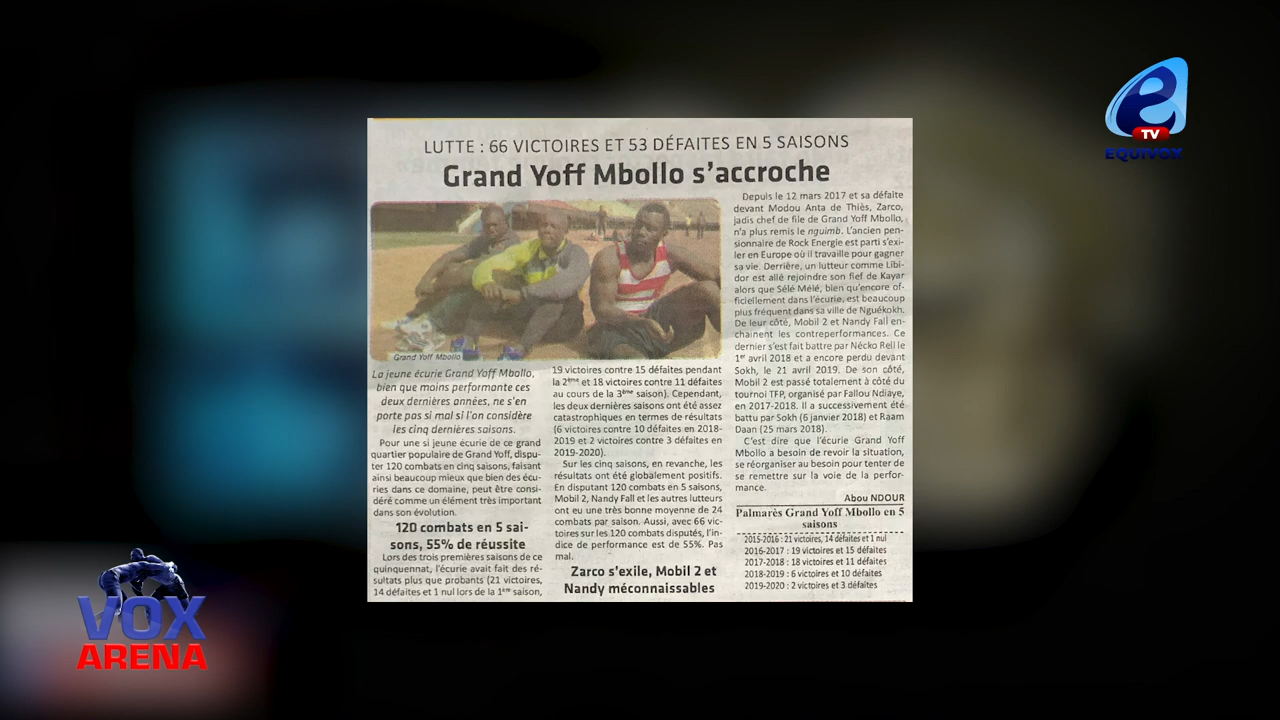 LUTTE : 66 VICTOIRES ET 53 DÉFAITES EN 5 SAISONS
Grand Yoff Mbollo s'accroche
Grand Yoff Mbollo
La jeune écurie Grand Yoff Mbollo,
bien que moins performante ces
deux dernières années, ne s'en
porte pas si mal si l'on considère
les cinq dernières saisons.
Pour une si jeune écurie de ce grand
quartier populaire de Grand Yoff, dispu-
ter 120 combats en cinq saisons, faisant
ainsi beaucoup mieux que bien des écu-
ries dans ce domaine, peut être consi-
déré comme un élément très important
dans son évolution.
120 combats en 5 sai-
sons, 55% de réussite
Lors des trois premières saisons de ce
quinquennat, l'écurie avait fait des ré-
sultats plus que probants (21 victoires,
14 défaites et 1 nul lors de la 1ère saison,
19 victoires contre 15 défaites pendant
la 2ème et 18 victoires contre 11 défaites
au cours de la 3ème saison). Cependant,
les deux dernières saisons ont été assez
catastrophiques en termes de résultats
(6 victoires contre 10 défaites en 2018-
2019 et 2 victoires contre 3 défaites en
2019-2020).
Sur les cinq saisons, en revanche, les
résultats ont été globalement positifs.
En disputant 120 combats en 5 saisons,
Mobil 2, Nandy Fall et les autres lutteurs
ont eu une très bonne moyenne de 24
combats par saison. Aussi, avec 66 vic-
toires sur les 120 combats disputés, l'in-
dice de performance est de 55%. Pas
mal.
Zarco s'exile, Mobil 2 et
Nandy méconnaissables
Depuis le 12 mars 2017 et sa défaite
devant Modou Anta de Thiès, Zarco,
jadis chef de file de Grand Yoff Mbollo,
n'a plus remis le nguimb. L'ancien pen-
sionnaire de Rock Energie est parti s'exi-
ler en Europe où il travaille pour gagner
sa vie. Derrière, un lutteur comme Libi-
dor est allé rejoindre son fief de Kayar
alors que Sélé Mélé, bien qu'encore of-
ficiellement dans l'écurie, est beaucoup
plus fréquent dans sa ville de Nguékokh.
De leur côté, Mobil 2 et Nandy Fall en-
chainent les contreperformances. Ce
dernier s'est fait battre par Nécko Rell le
1er avril 2018 et a encore perdu devant
Sokh, le 21 avril 2019. De son côté,
Mobil 2 est passé totalement à côté du
tournoi TFP, organisé par Fallou Ndiaye,
en 2017-2018. Il a successivement été
battu par Sokh (6 janvier 2018) et Raam
Daan (25 mars 2018).
C'est dire que l'écurie Grand Yoff
Mbollo a besoin de revoir la situation,
se réorganiser au besoin pour tenter de
se remettre sur la voie de la perfor-
mance.
Abou NDOUR
Palmarès Grand Yoff Mbollo en 5
saisons
2015-2016 : 21 victoires, 14 défaites et 1 nul
2016-2017 : 19 victoires et 15 défaites
2017-2018 : 18 victoires et 11 défaites
2018-2019 : 6 victoires et 10 défaites
2019-2020 : 2 victoires et 3 défaites
e
TV
EQUIVOX
VOX
ARENA